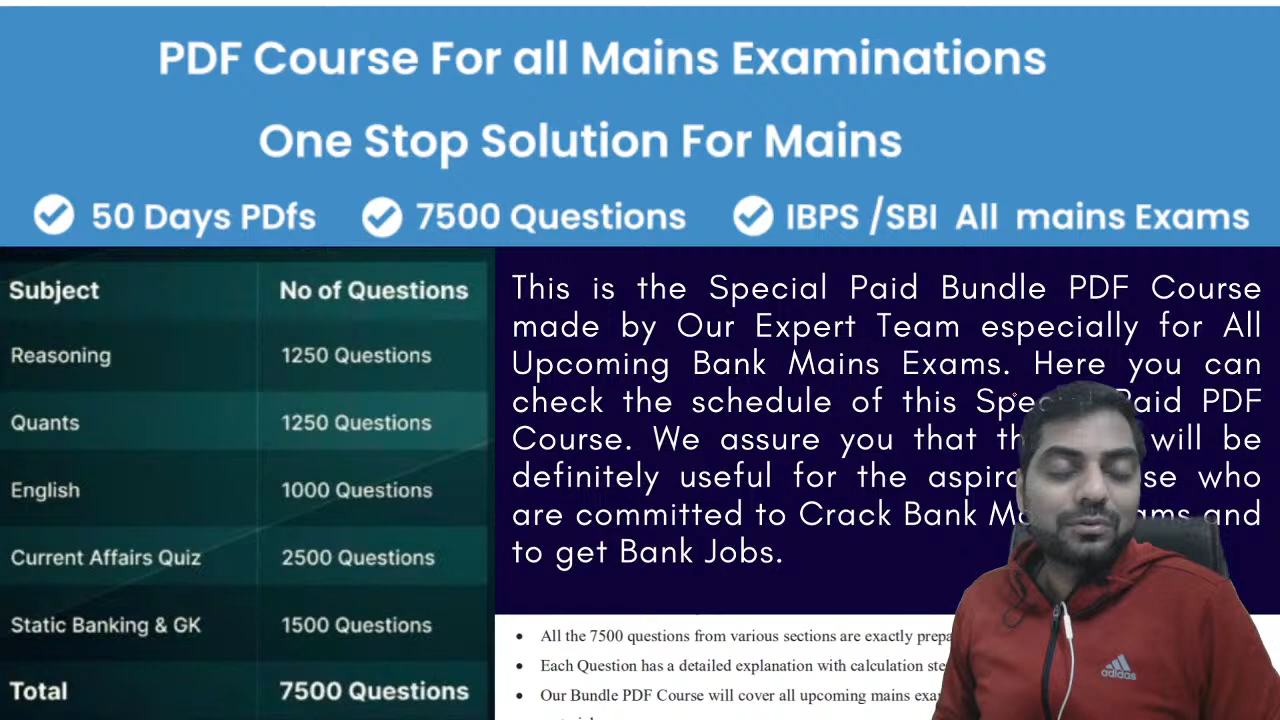 PDF Course For all Mains Examinations
One Stop Solution For Mains
50 Days PDfs 7500 Questions IBPS /SBI All mains Exams
Subject No of Questions
Reasoning 1250 Questions
Quants 1250 Questions
English 1000 Questions
Current Affairs Quiz 2500 Questions
Static Banking & GK 1500 Questions
Total 7500 Questions
This is the Special Paid Bundle PDF Course
made by Our Expert Team especially for All
Upcoming Bank Mains Exams. Here you can
check the schedule of this Paid PDF
Course. We assure you that will be
definitely useful for the who
are committed to Crack Bank and
to get Bank Jobs.
All the 7500 questions from various sections are exactly
Each Question has a detailed explanation with calculation
Our Bundle PDF Course will cover all upcoming mains
adidas